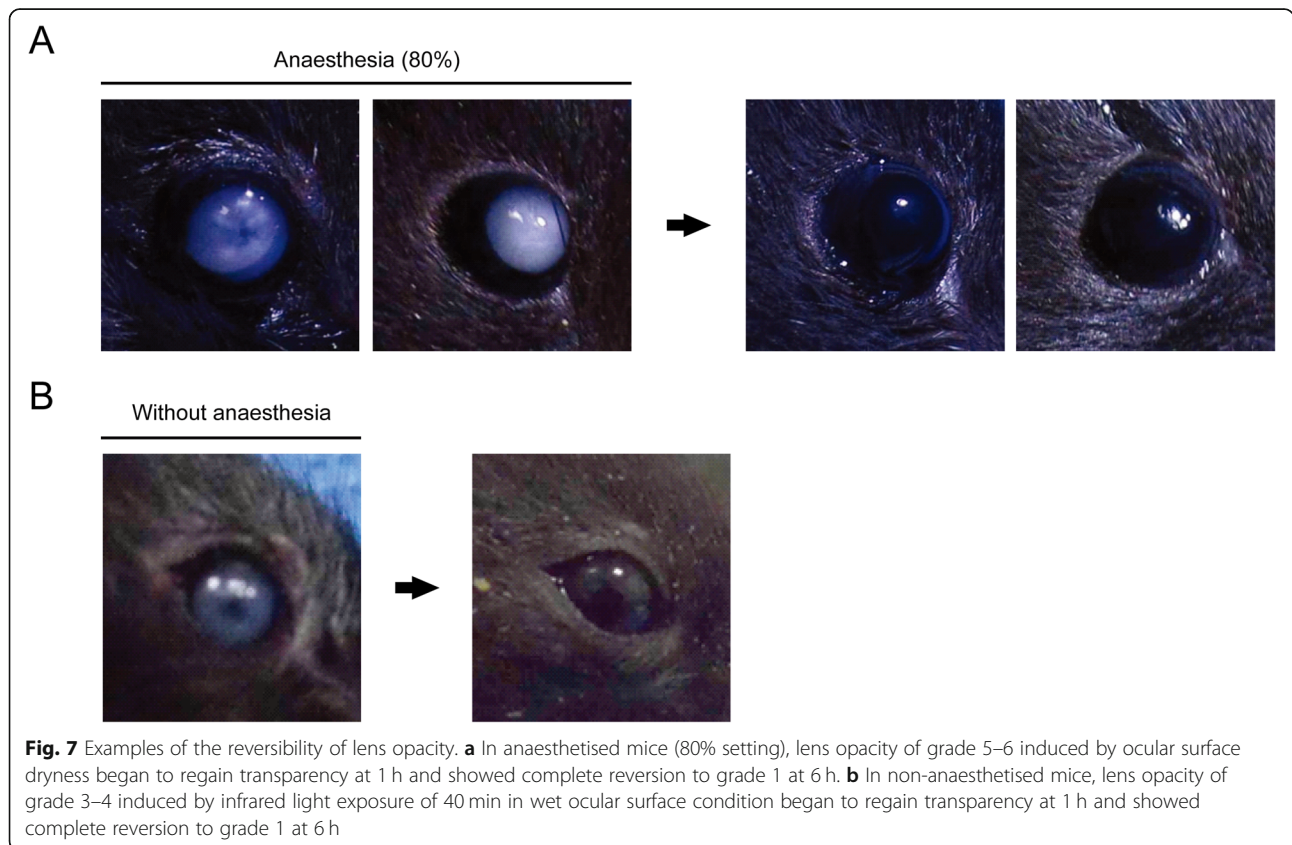 A
Anaesthesia (80%)
B
Without anaesthesia
Fig. 7 Examples of the reversibility of lens opacity. a In anaesthetised mice (80% setting), lens opacity of grade 5–6 induced by ocular surface
dryness began to regain transparency at 1 h and showed complete reversion to grade 1 at 6 h. b In non-anaesthetised mice, lens opacity of
grade 3–4 induced by infrared light exposure of 40 min in wet ocular surface condition began to regain transparency at 1 h and showed
complete reversion to grade 1 at 6 h